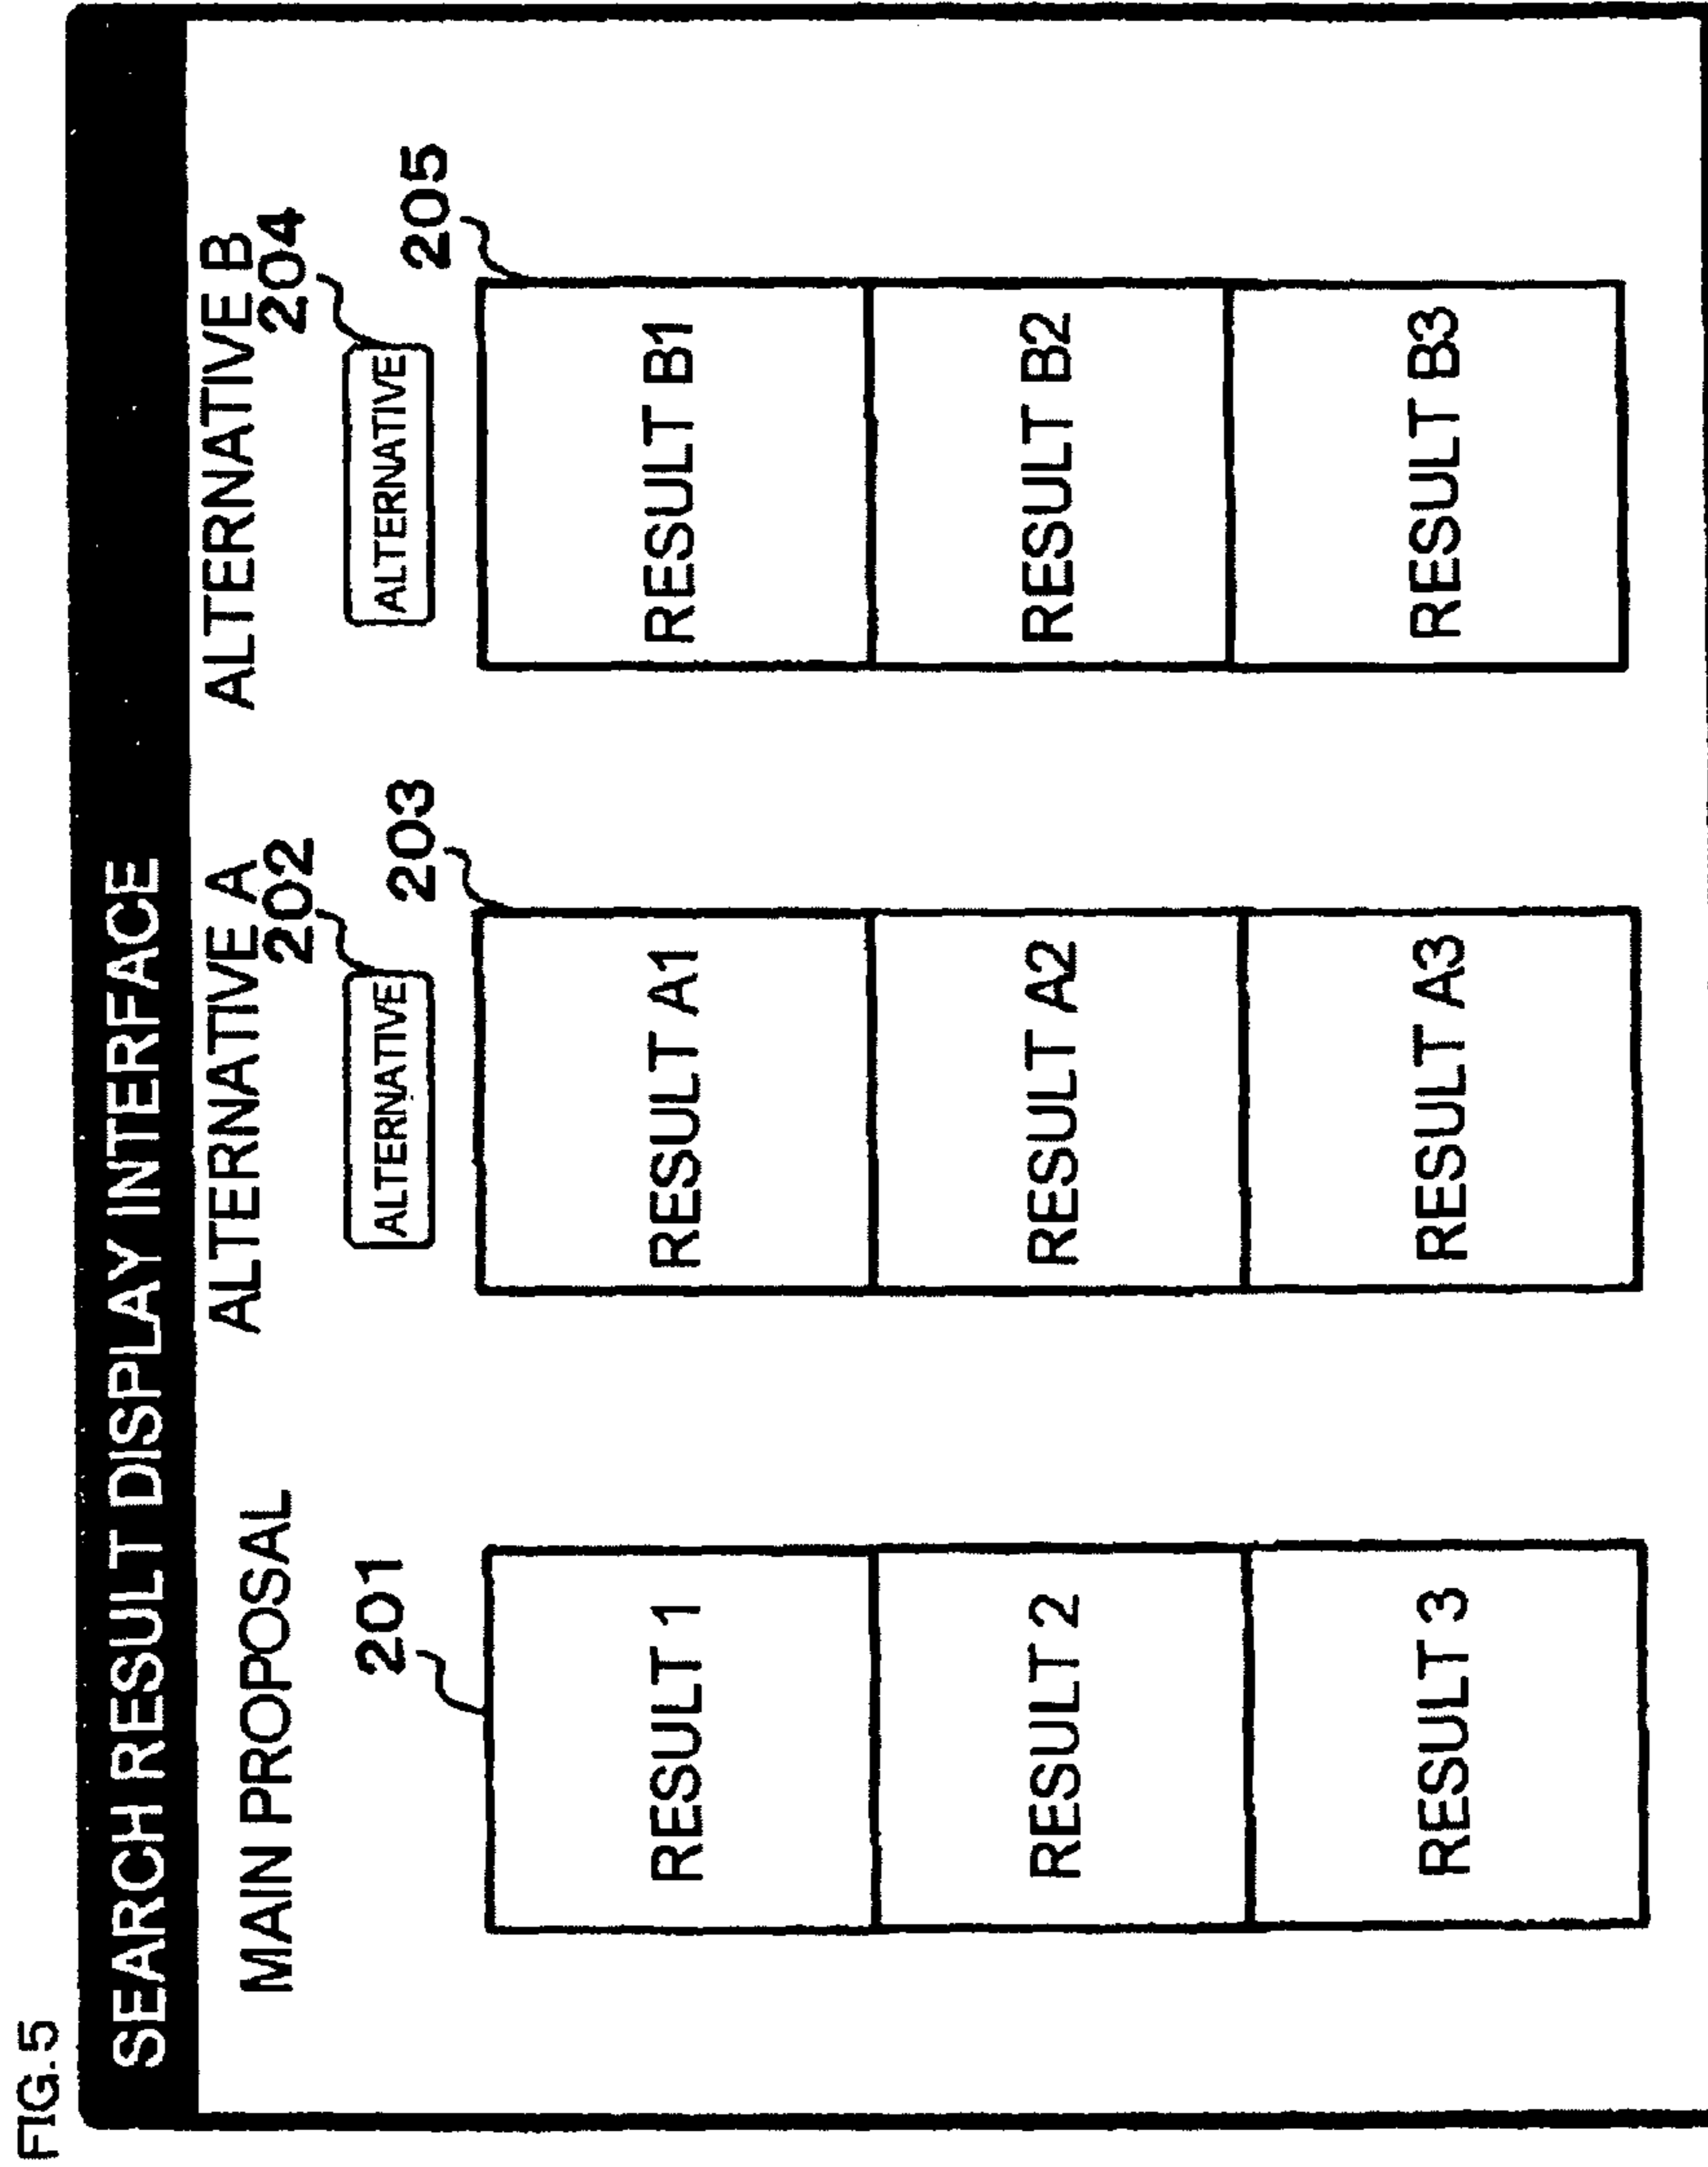 FIG.5
SEARCH RESULT DISPLAY INTERFACE
MAIN PROPOSAL
201
RESULT 1
RESULT 2
RESULT 3
ALTERNATIVE A
202
ALTERNATIVE
203
RESULT A1
RESULT A2
RESULT A3
ALTERNATIVE B
204
ALTERNATIVE
205
RESULT B1
RESULT B2
RESULT B3